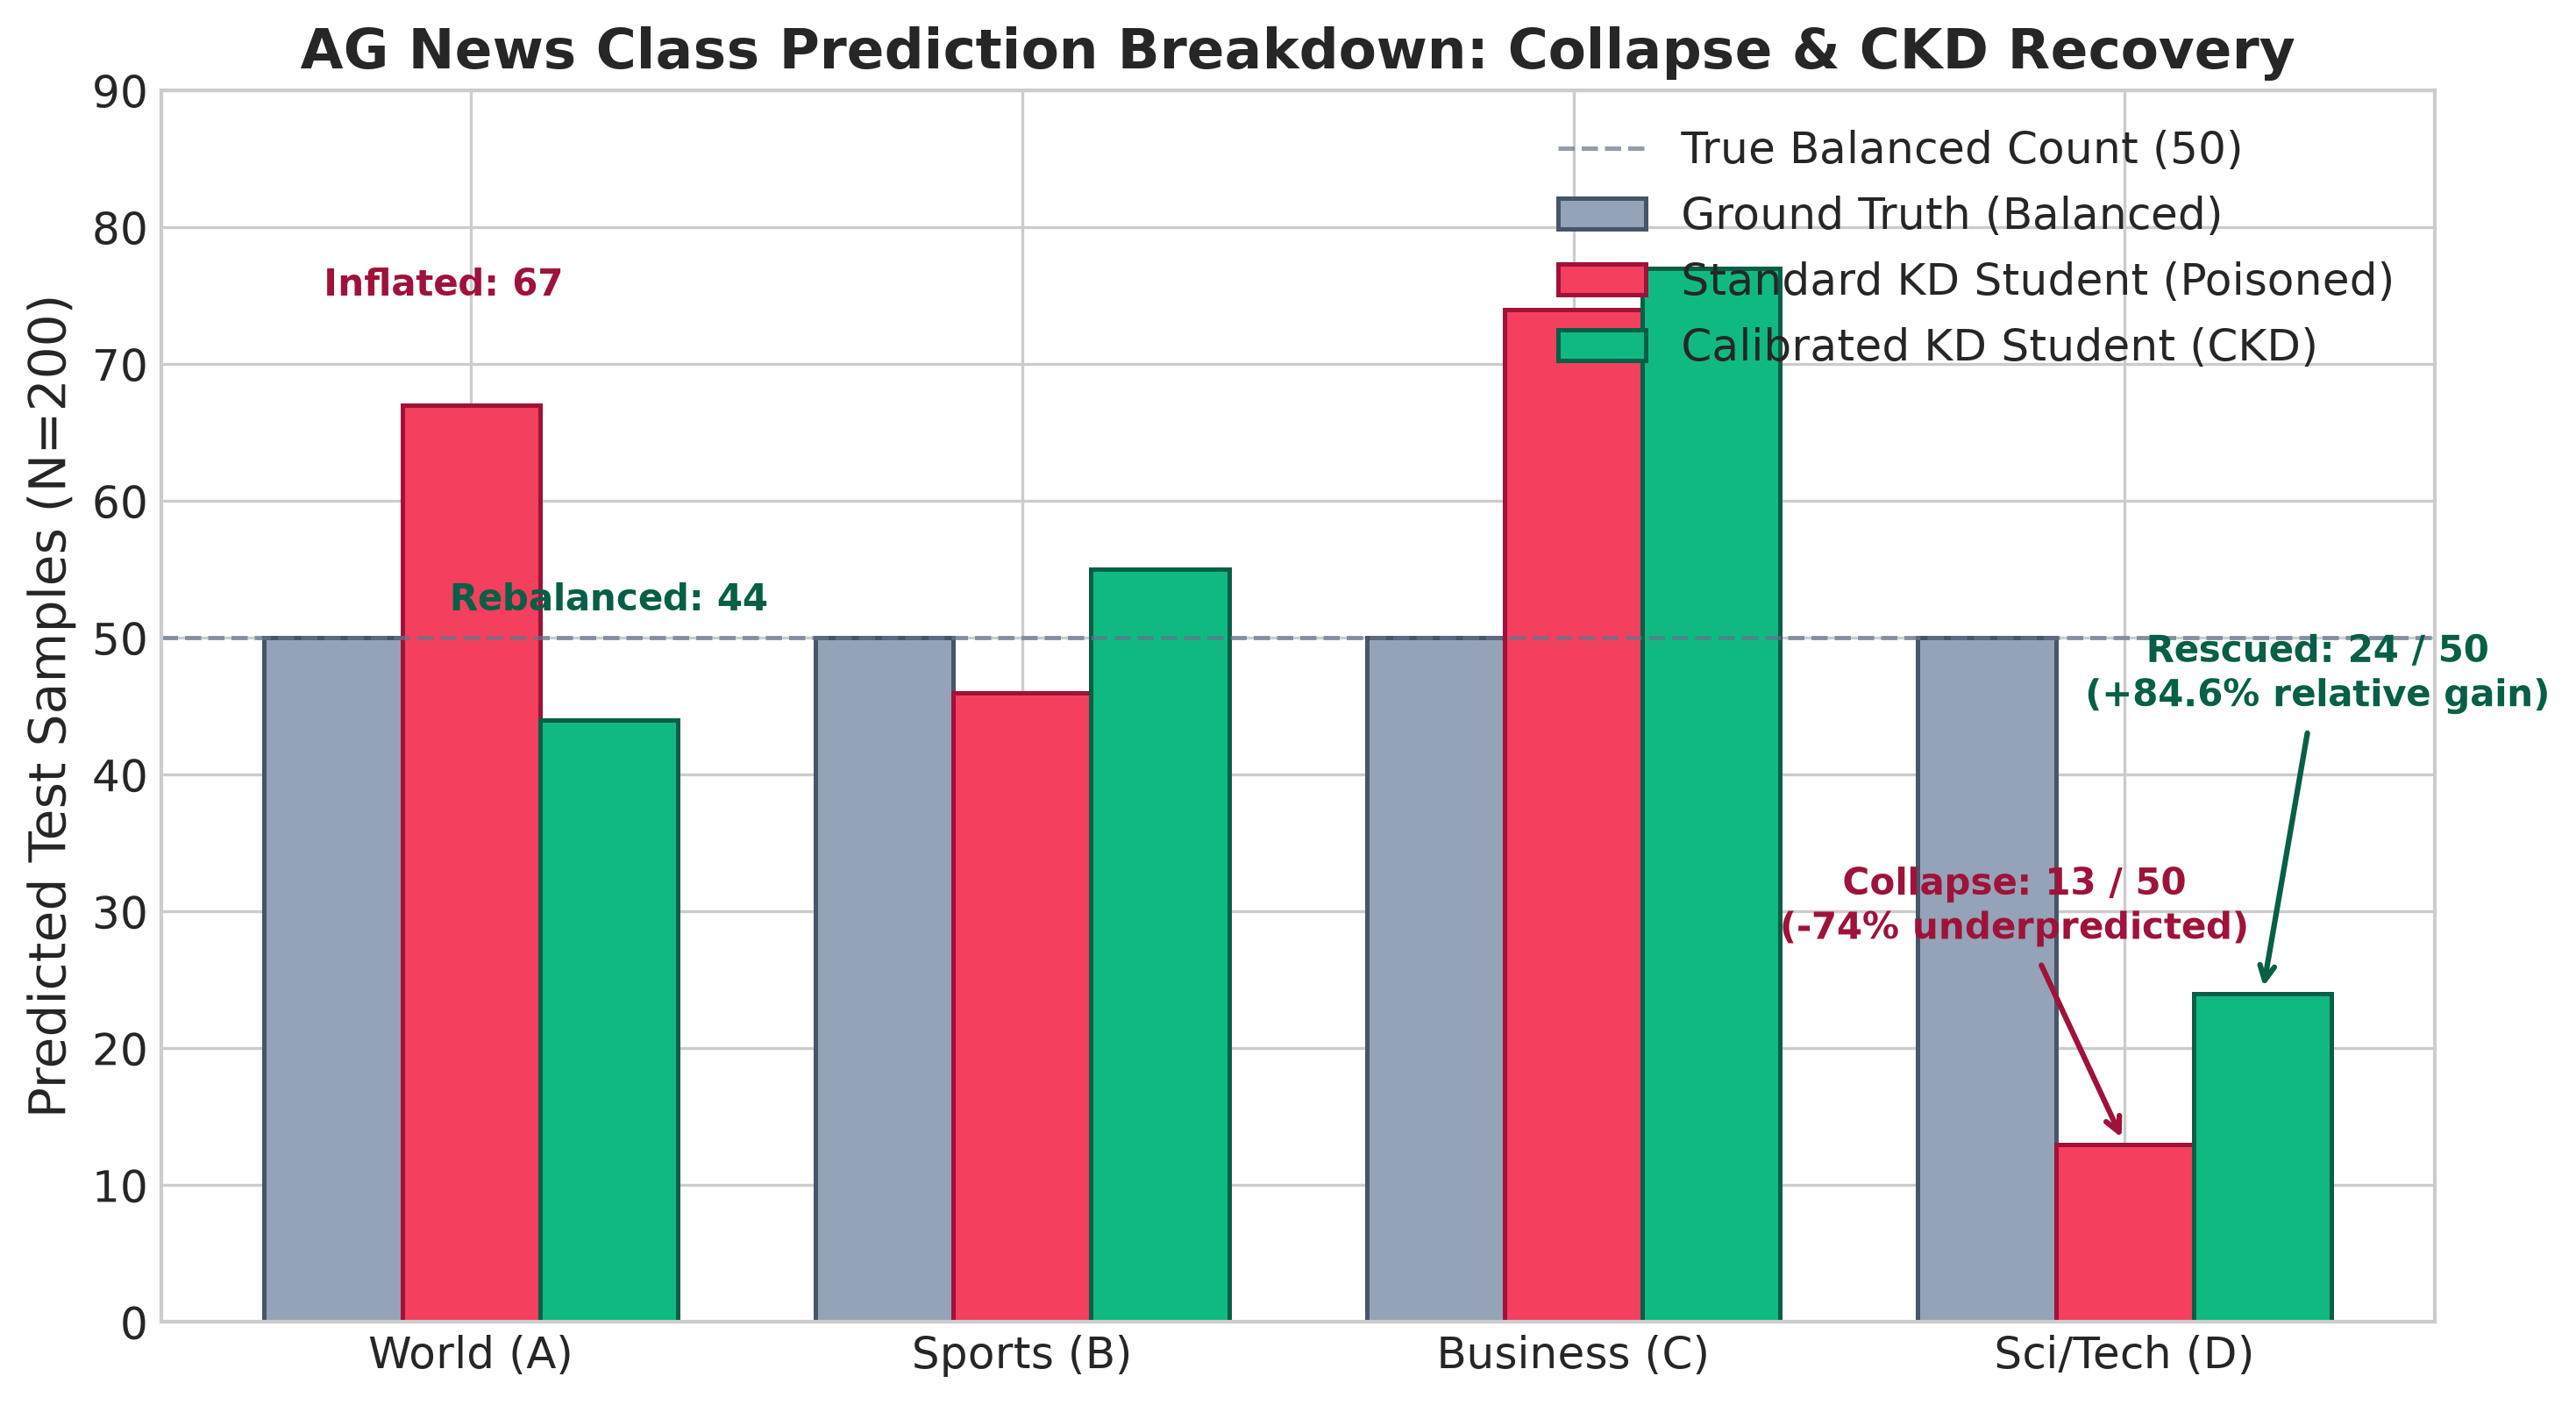 AG News Class Prediction Breakdown: Collapse & CKD Recovery
Predicted Test Samples (N=200)
90
80
70
60
50
40
30
20
10
0
True Balanced Count (50)
Ground Truth (Balanced)
Standard KD Student (Poisoned)
Calibrated KD Student (CKD)
Inflated: 67
Rebalanced: 44
Rescued: 24 / 50
(+84.6% relative gain)
Collapse: 13 / 50
(-74% underpredicted)
World (A)
Sports (B)
Business (C)
Sci/Tech (D)